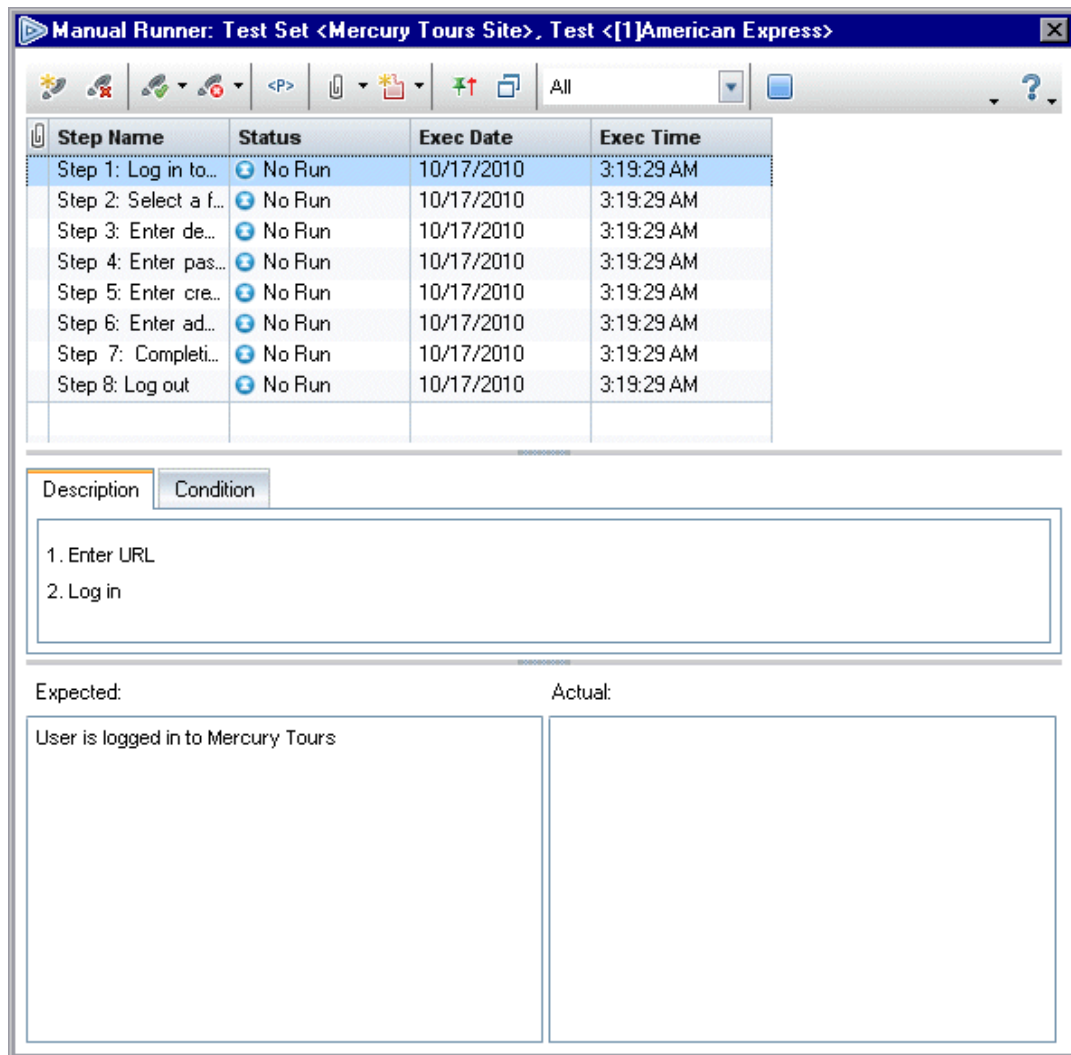 Manual Runner: Test Set <Mercury Tours Site>, Test <[1]American Express>
<P> All ?
Step Name Status Exec Date Exec Time
Step 1: Log in to... No Run 10/17/2010 3:19:29 AM
Step 2: Select a f... No Run 10/17/2010 3:19:29 AM
Step 3: Enter de... No Run 10/17/2010 3:19:29 AM
Step 4: Enter pas... No Run 10/17/2010 3:19:29 AM
Step 5: Enter cre... No Run 10/17/2010 3:19:29 AM
Step 6: Enter ad... No Run 10/17/2010 3:19:29 AM
Step 7: Completi... No Run 10/17/2010 3:19:29 AM
Step 8: Log out No Run 10/17/2010 3:19:29 AM
Description Condition
1. Enter URL
2. Log in
Expected: Actual:
User is logged in to Mercury Tours